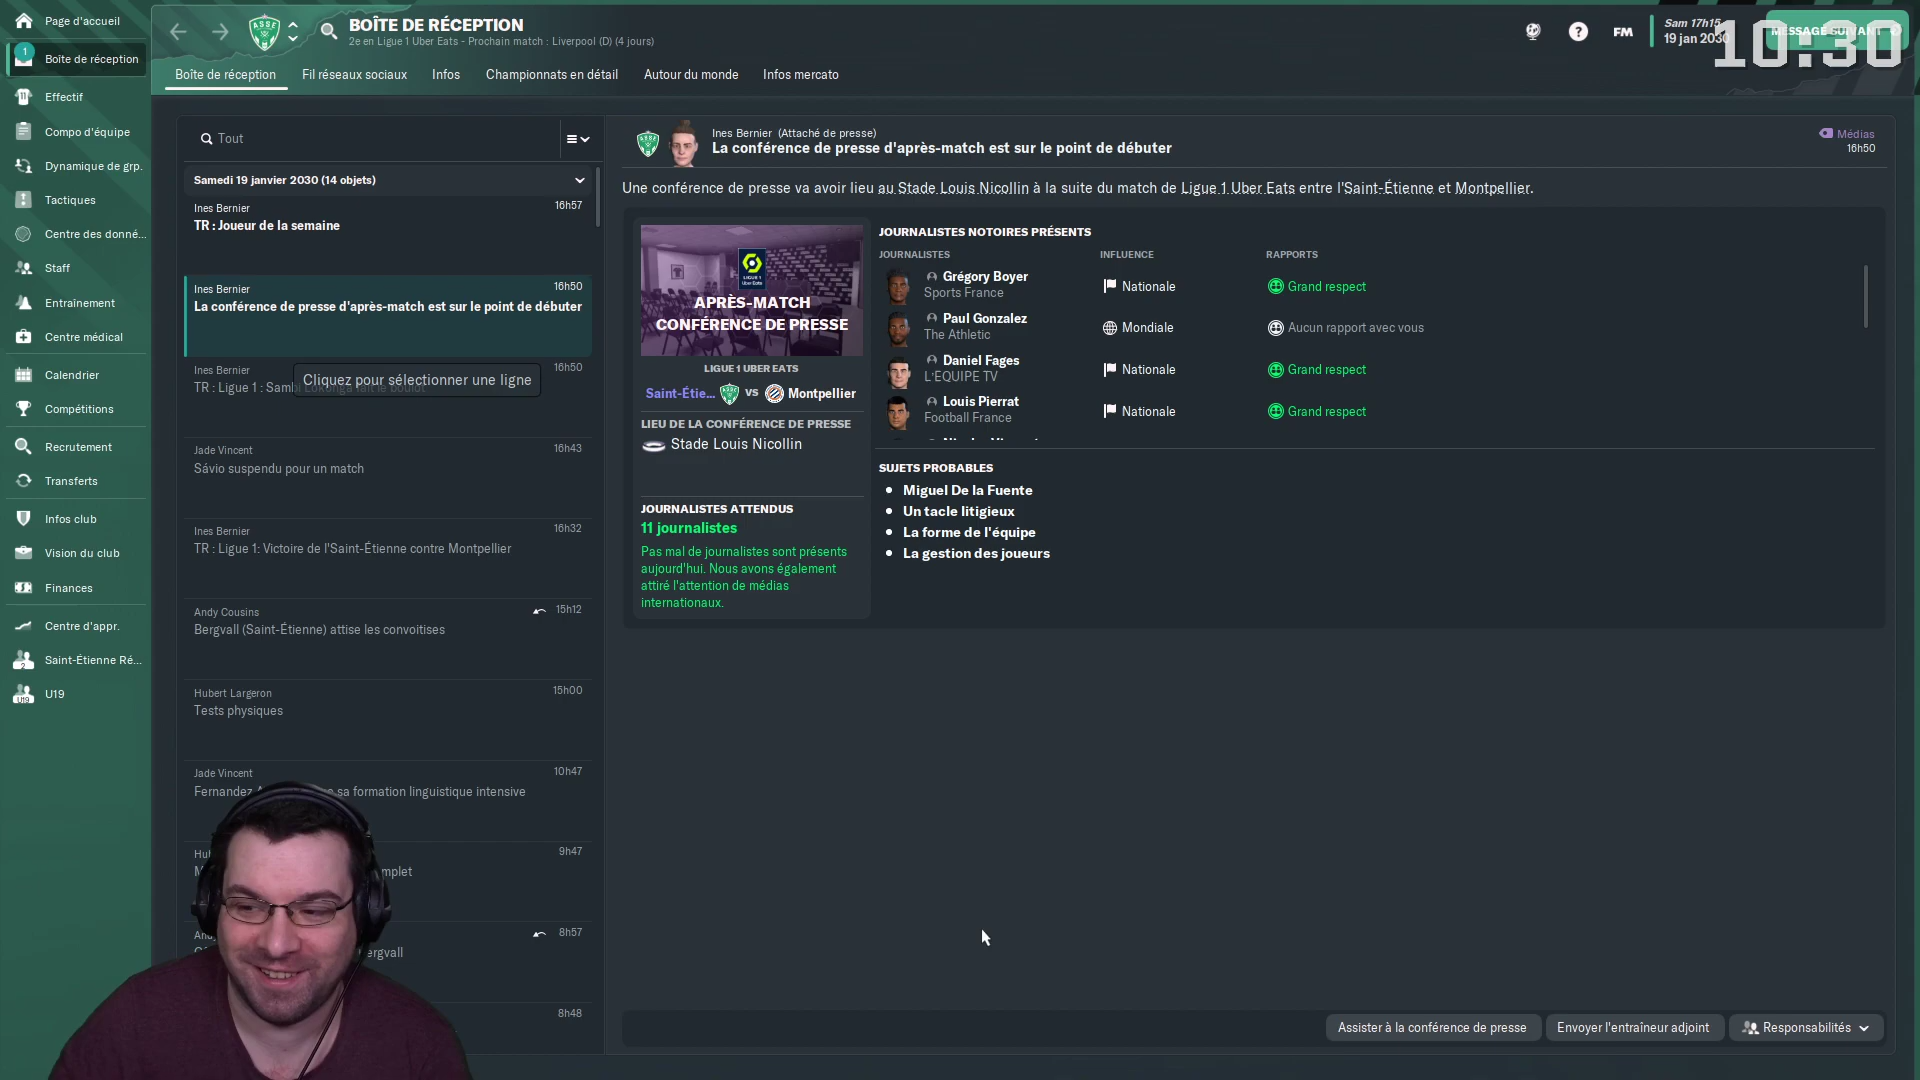 Page d'accueil
1
Boîte de réception
Effectif
Compo d'équipe
Dynamique de grp.
Tactiques
Centre des donné...
Staff
Entraînement
Centre médical
Calendrier
Compétitions
Recrutement
Transferts
Infos club
Vision du club
Finances
Centre d'appr.
Saint-Étienne Ré...
U19
BOÎTE DE RÉCEPTION
2e en Ligue 1 Uber Eats - Prochain match : Liverpool (D) (4 jours)
FM
Sam 17h15
19 jan 2030
MESSAGE SUIVANT
10:30
Boîte de réception
Fil réseaux sociaux
Infos
Championnats en détail
Autour du monde
Infos mercato
Tout
Samedi 19 janvier 2030 (14 objets)
Ines Bernier 16h57
TR : Joueur de la semaine
Ines Bernier 16h50
La conférence de presse d'après-match est sur le point de débuter
Ines Bernier 16h50
TR : Ligue 1 : Sambi Lokonga fait le boulot
Cliquez pour sélectionner une ligne
Jade Vincent 16h43
Sávio suspendu pour un match
Ines Bernier 16h32
TR : Ligue 1: Victoire de l'Saint-Étienne contre Montpellier
Andy Cousins 15h12
Bergvall (Saint-Étienne) attise les convoitises
Hubert Largeron 15h00
Tests physiques
Jade Vincent 10h47
Fernandez sa formation linguistique intensive
9h47
mplet
8h57
ergvall
8h48
Ines Bernier (Attaché de presse)
La conférence de presse d'après-match est sur le point de débuter
Médias
16h50
Une conférence de presse va avoir lieu au Stade Louis Nicollin à la suite du match de Ligue 1 Uber Eats entre l'Saint-Étienne et Montpellier.
LIGUE 1
Uber Eats
APRÈS-MATCH
CONFÉRENCE DE PRESSE
LIGUE 1 UBER EATS
Saint-Étie... VS Montpellier
LIEU DE LA CONFÉRENCE DE PRESSE
Stade Louis Nicollin
JOURNALISTES ATTENDUS
11 journalistes
Pas mal de journalistes sont présents
aujourd'hui. Nous avons également
attiré l'attention de médias
internationaux.
JOURNALISTES NOTOIRES PRÉSENTS
JOURNALISTES INFLUENCE RAPPORTS
Grégory Boyer
Sports France
Nationale
Grand respect
Paul Gonzalez
The Athletic
Mondiale
Aucun rapport avec vous
Daniel Fages
L'EQUIPE TV
Nationale
Grand respect
Louis Pierrat
Football France
Nationale
Grand respect
SUJETS PROBABLES
Miguel De la Fuente
Un tacle litigieux
La forme de l'équipe
La gestion des joueurs
Assister à la conférence de presse
Envoyer l'entraîneur adjoint
Responsabilités